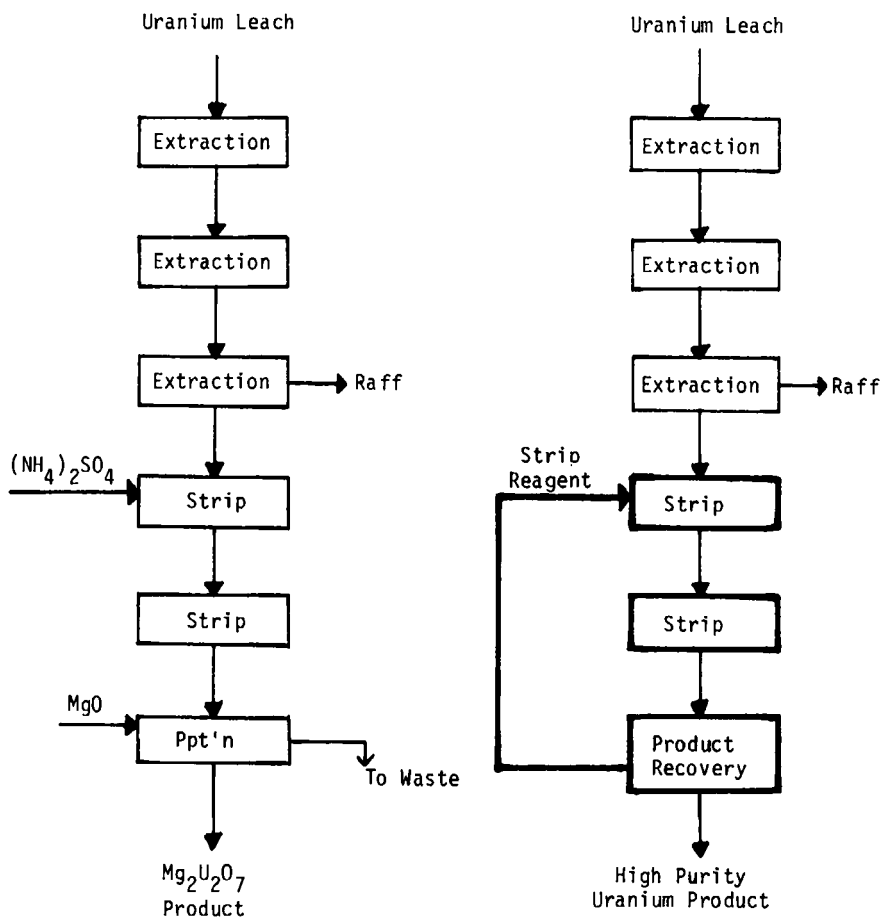 Uranium Leach
Extraction
Extraction
Extraction
Raff
(NH4)2SO4
Strip
Strip
MgO
Ppt'n
To Waste
Mg2U2O7
Product
Uranium Leach
Extraction
Extraction
Extraction
Raff
Strip
Reagent
Strip
Strip
Product
Recovery
High Purity
Uranium Product